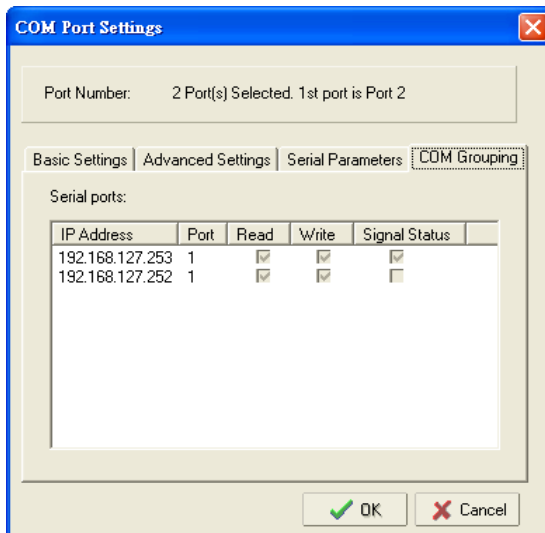 COM Port Settings
Port Number: 2 Port(s) Selected. 1st port is Port 2
Basic Settings Advanced Settings Serial Parameters COM Grouping
Serial ports:
IP Address Port Read Write Signal Status
192.168.127.253 1
192.168.127.252 1
OK Cancel